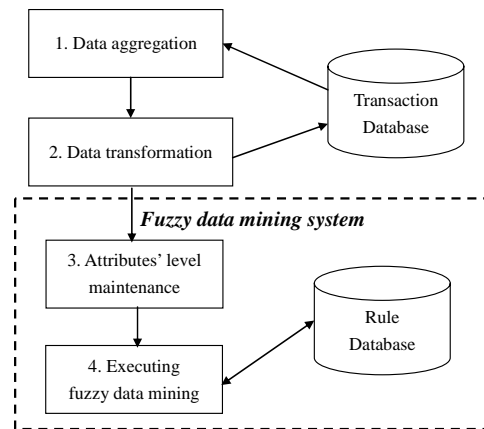 1. Data aggregation
Transaction
Database
2. Data transformation
Fuzzy data mining system
3. Attributes’ level
maintenance
Rule
Database
4. Executing
fuzzy data mining